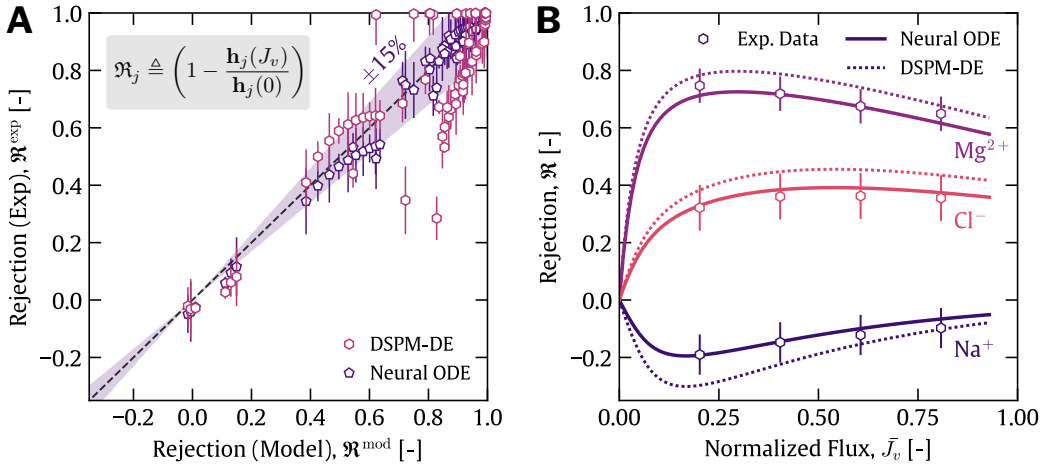 A
ℜ_j ≜ (1 − h_j(J_v) / h_j(0))
±15%
1.0
0.8
0.6
0.4
0.2
0.0
−0.2
Rejection (Exp), ℜ^exp [-]
DSPM-DE
Neural ODE
−0.2
0.0
0.2
0.4
0.6
0.8
1.0
Rejection (Model), ℜ^mod [-]
B
Exp. Data
Neural ODE
DSPM-DE
1.0
0.8
0.6
0.4
0.2
0.0
−0.2
Rejection, ℜ [-]
Mg²⁺
Cl⁻
Na⁺
0.00
0.25
0.50
0.75
1.00
Normalized Flux, J̄_v [-]